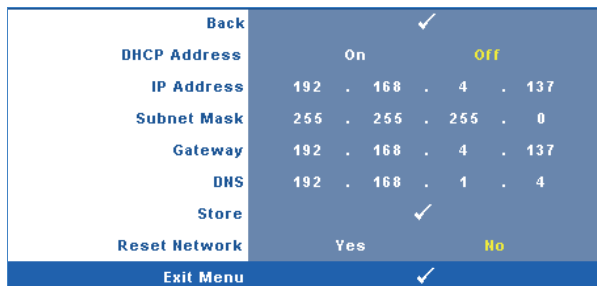 Back ✓
DHCP Address On Off
IP Address 192 . 168 . 4 . 137
Subnet Mask 255 . 255 . 255 . 0
Gateway 192 . 168 . 4 . 137
DNS 192 . 168 . 1 . 4
Store ✓
Reset Network Yes No
Exit Menu ✓